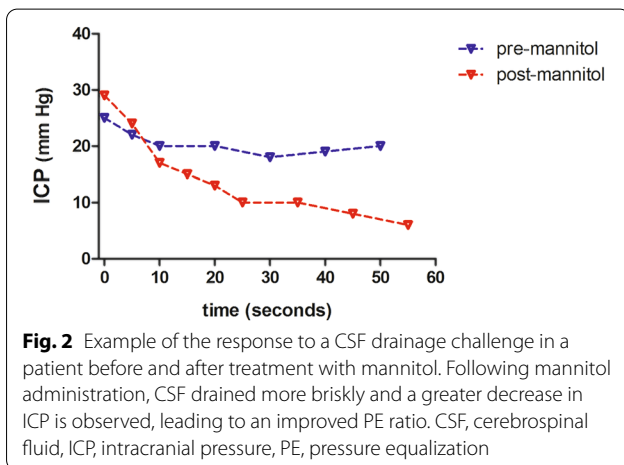 pre-mannitol
post-mannitol
40
30
20
10
0
ICP (mm Hg)
0 10 20 30 40 50 60
time (seconds)
Fig. 2 Example of the response to a CSF drainage challenge in a
patient before and after treatment with mannitol. Following mannitol
administration, CSF drained more briskly and a greater decrease in
ICP is observed, leading to an improved PE ratio. CSF, cerebrospinal
fluid, ICP, intracranial pressure, PE, pressure equalization